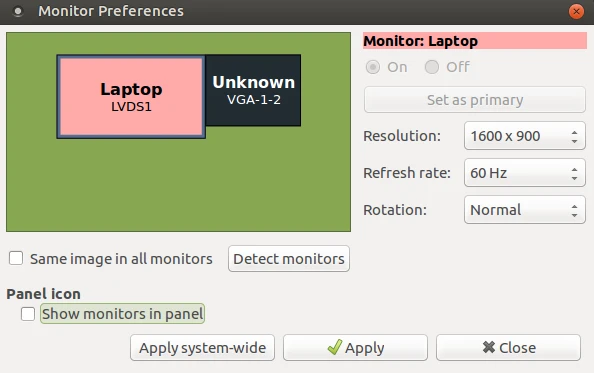 Monitor Preferences
Laptop
LVDS1
Unknown
VGA-1-2
Monitor: Laptop
On Off
Set as primary
Resolution: 1600 x 900
Refresh rate: 60 Hz
Rotation: Normal
Same image in all monitors Detect monitors
Panel icon
Show monitors in panel
Apply system-wide Apply Close